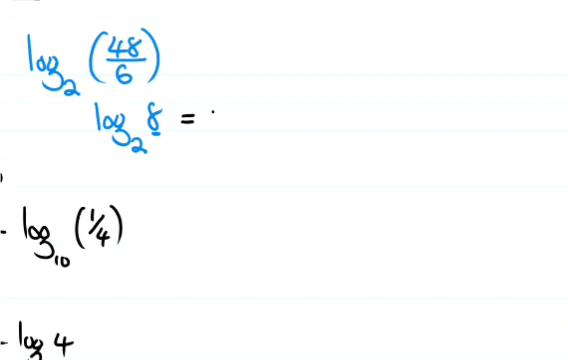 log₂ (48/6)
log₂ 8 =
- log₁₀ (1/4)
- log 4